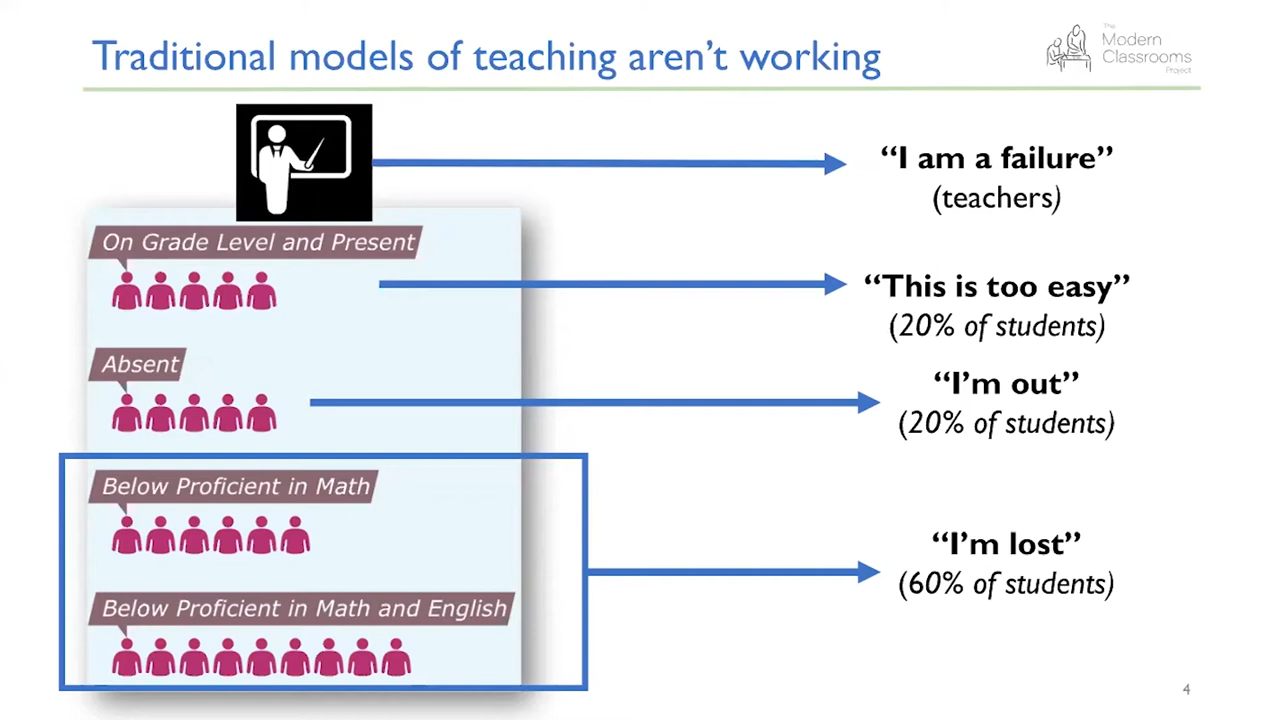 Traditional models of teaching aren’t working
The
Modern
Classrooms
Project
“I am a failure”
(teachers)
On Grade Level and Present
“This is too easy”
(20% of students)
Absent
“I’m out”
(20% of students)
Below Proficient in Math
“I’m lost”
(60% of students)
Below Proficient in Math and English
4